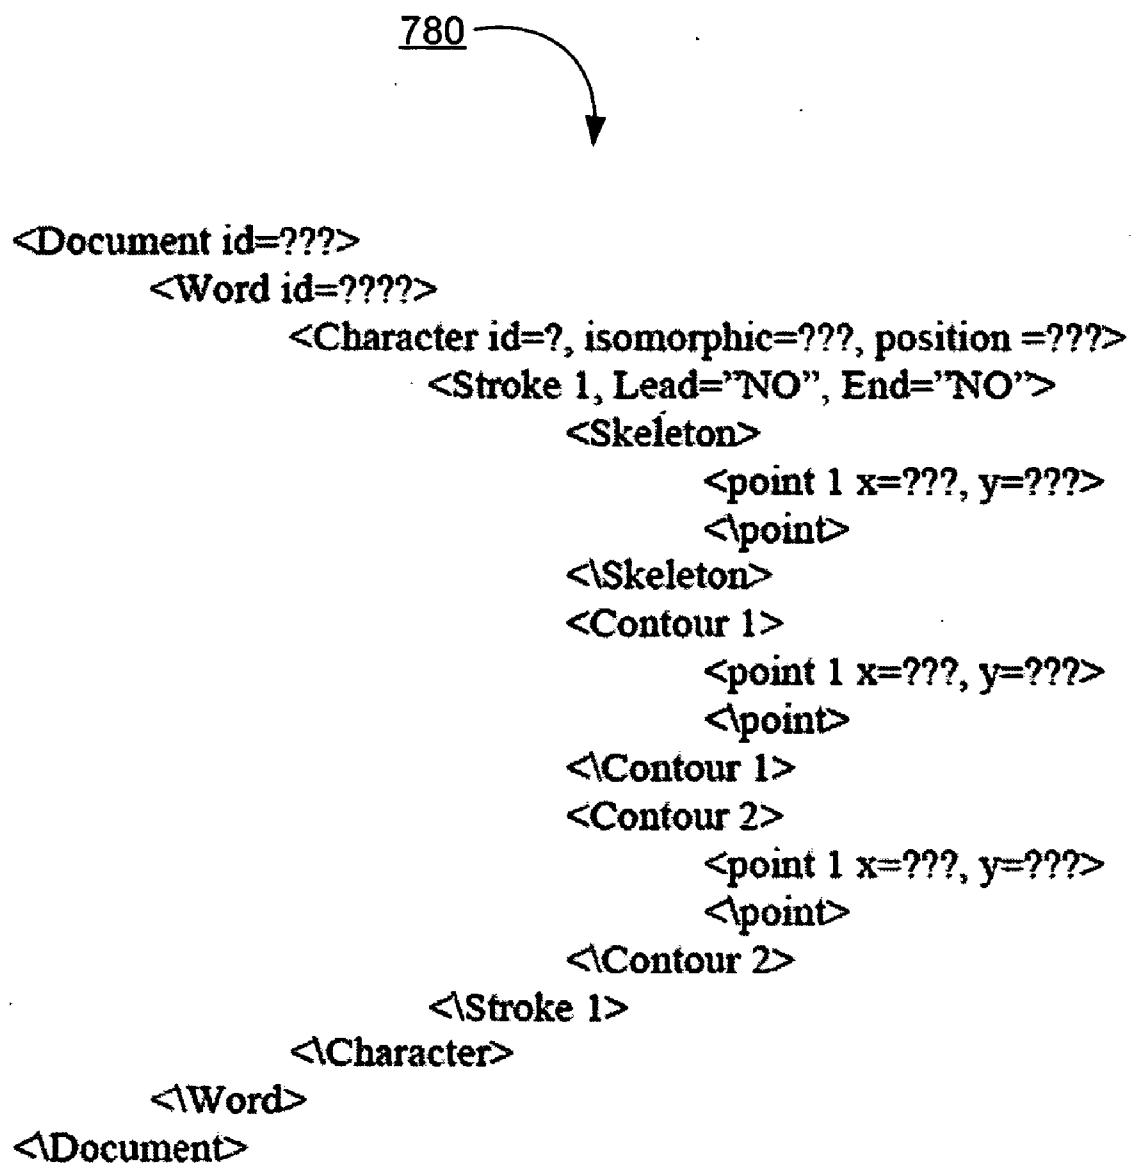 780
<Document id=???>
<Word id=????>
<Character id=?, isomorphic=???, position =???>
<Stroke 1, Lead=”NO”, End=”NO”>
<Skeleton>
<point 1 x=???, y=???>
<\point>
<\Skeleton>
<Contour 1>
<point 1 x=???, y=???>
<\point>
<\Contour 1>
<Contour 2>
<point 1 x=???, y=???>
<\point>
<\Contour 2>
<\Stroke 1>
<\Character>
<\Word>
<\Document>